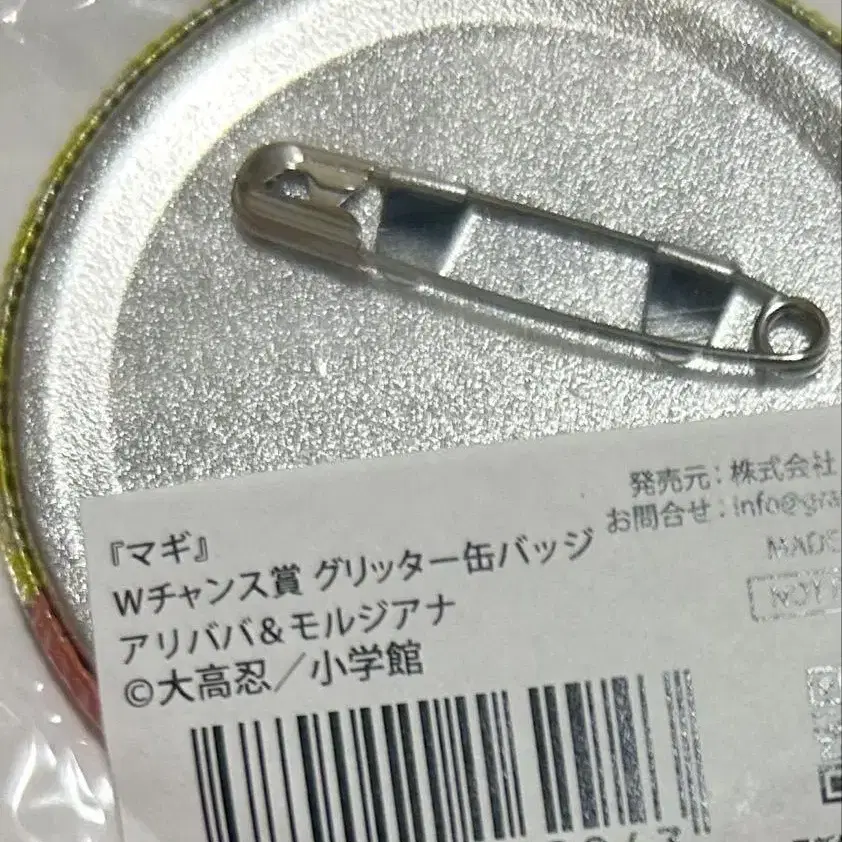 発売元：株式会社
お問合せ：info@gra
MADE
『マギ』
Wチャンス賞 グリッター缶バッジ
アリババ＆モルジアナ
©大高忍／小学館